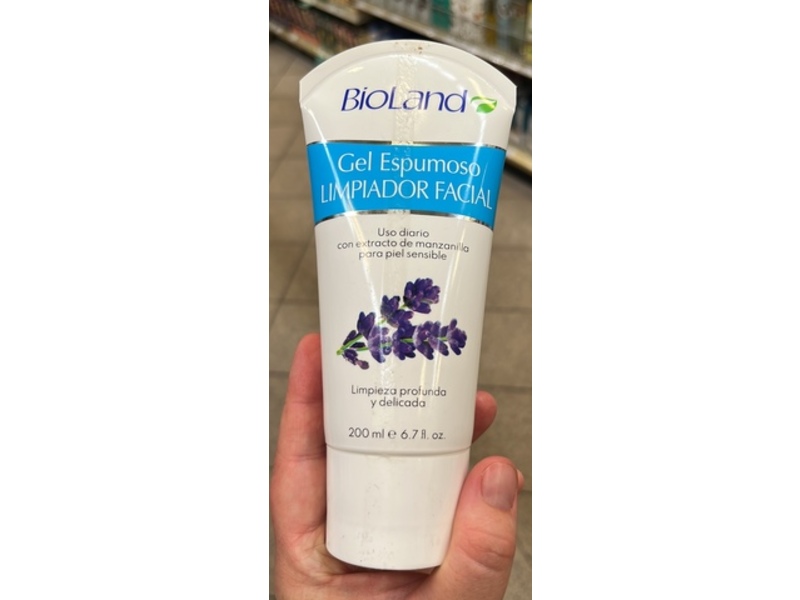 BioLand
Gel Espumoso
LIMPIADOR FACIAL
Uso diario
con extracto de manzanilla
para piel sensible
Limpieza profunda
y delicada
200 ml ℮ 6.7 fl. oz.